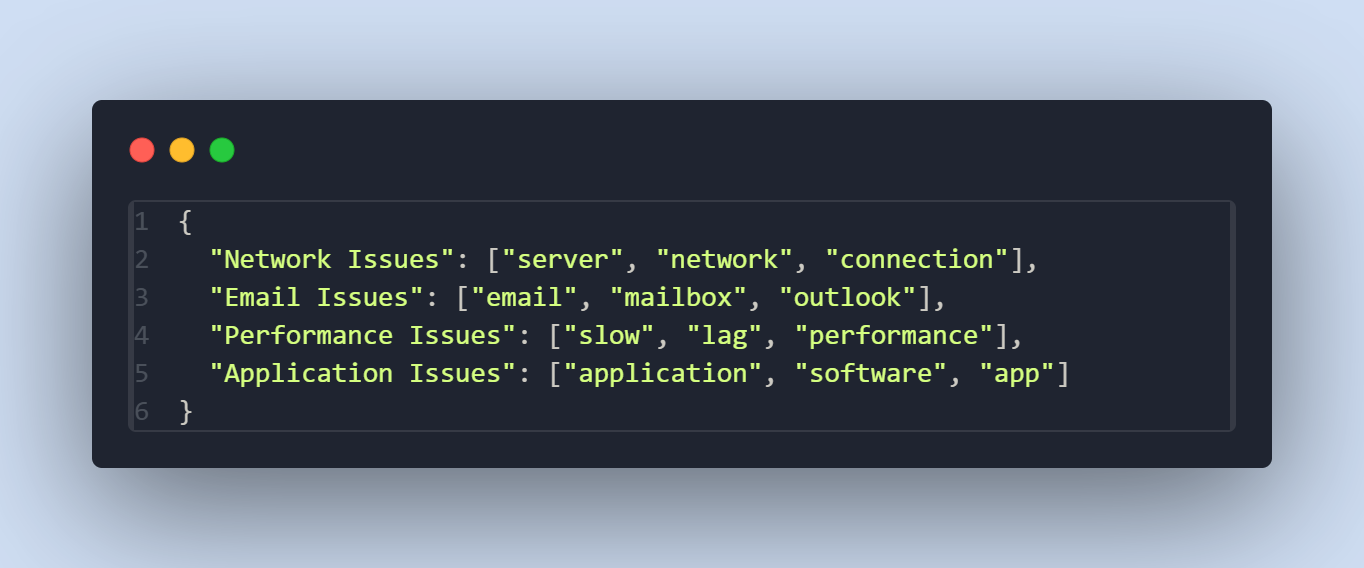 1 {
2   "Network Issues": ["server", "network", "connection"],
3   "Email Issues": ["email", "mailbox", "outlook"],
4   "Performance Issues": ["slow", "lag", "performance"],
5   "Application Issues": ["application", "software", "app"]
6 }